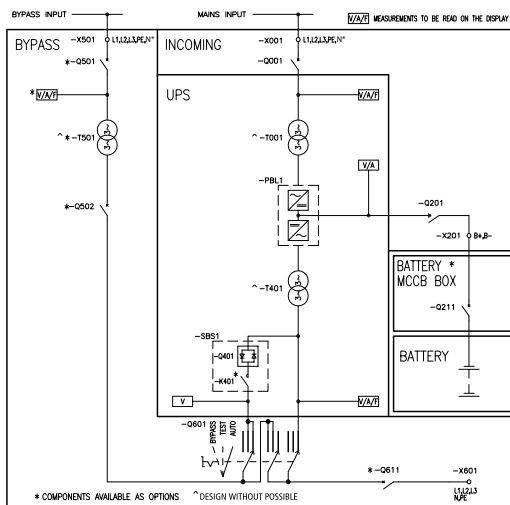 BYPASS INPUT
MAINS INPUT
V/A/F MEASUREMENTS TO BE READ ON THE DISPLAY
BYPASS
-X501 L1,L2,L3,PE,N*
INCOMING
-X001 L1,L2,L3,PE,N*
*-Q501
-Q001
* V/A/F
UPS
V/A/F
^ *-T501
^ -T001
V/A
-PBL1
*-Q502
-Q201
-X201 B+,B-
BATTERY *
MCCB BOX
^ -T401
-Q211
-SBS1
-Q401
BATTERY
*
-K401
V
V/A/F
-Q601
BYPASS
TEST
AUTO
*-Q611
-X601
L1,L2,L3
N,PE
* COMPONENTS AVAILABLE AS OPTIONS ^DESIGN WITHOUT POSSIBLE